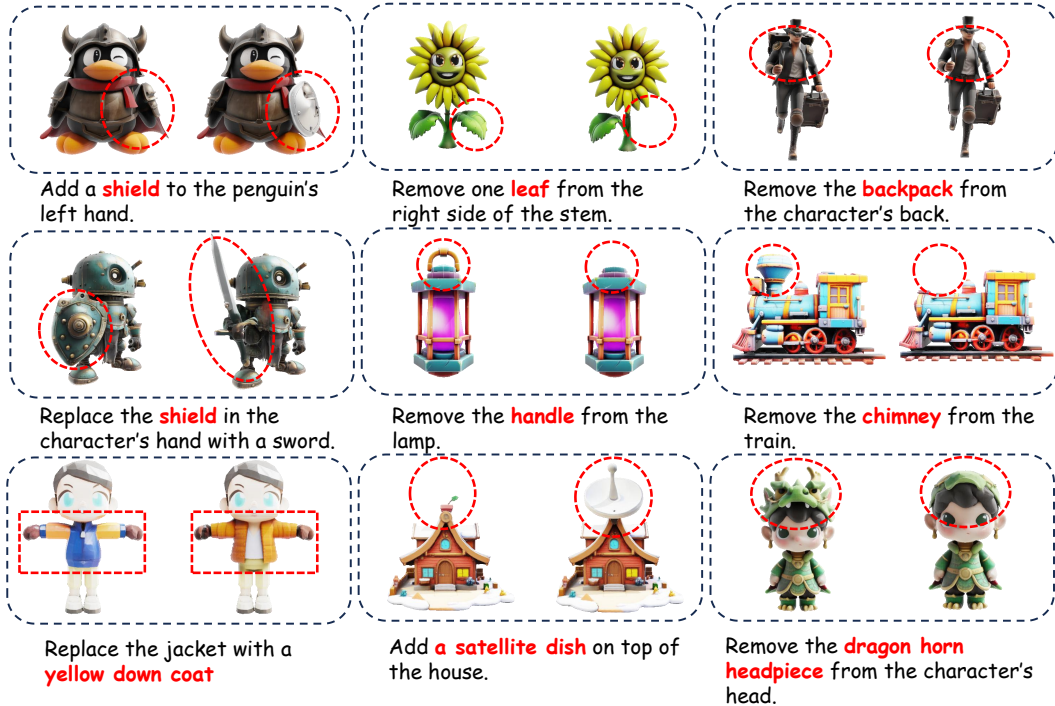 Add a shield to the penguin's
left hand.
Remove one leaf from the
right side of the stem.
Remove the backpack from
the character's back.
Replace the shield in the
character's hand with a sword.
Remove the handle from the
lamp.
Remove the chimney from the
train.
Replace the jacket with a
yellow down coat
Add a satellite dish on top of
the house.
Remove the dragon horn
headpiece from the character's
head.